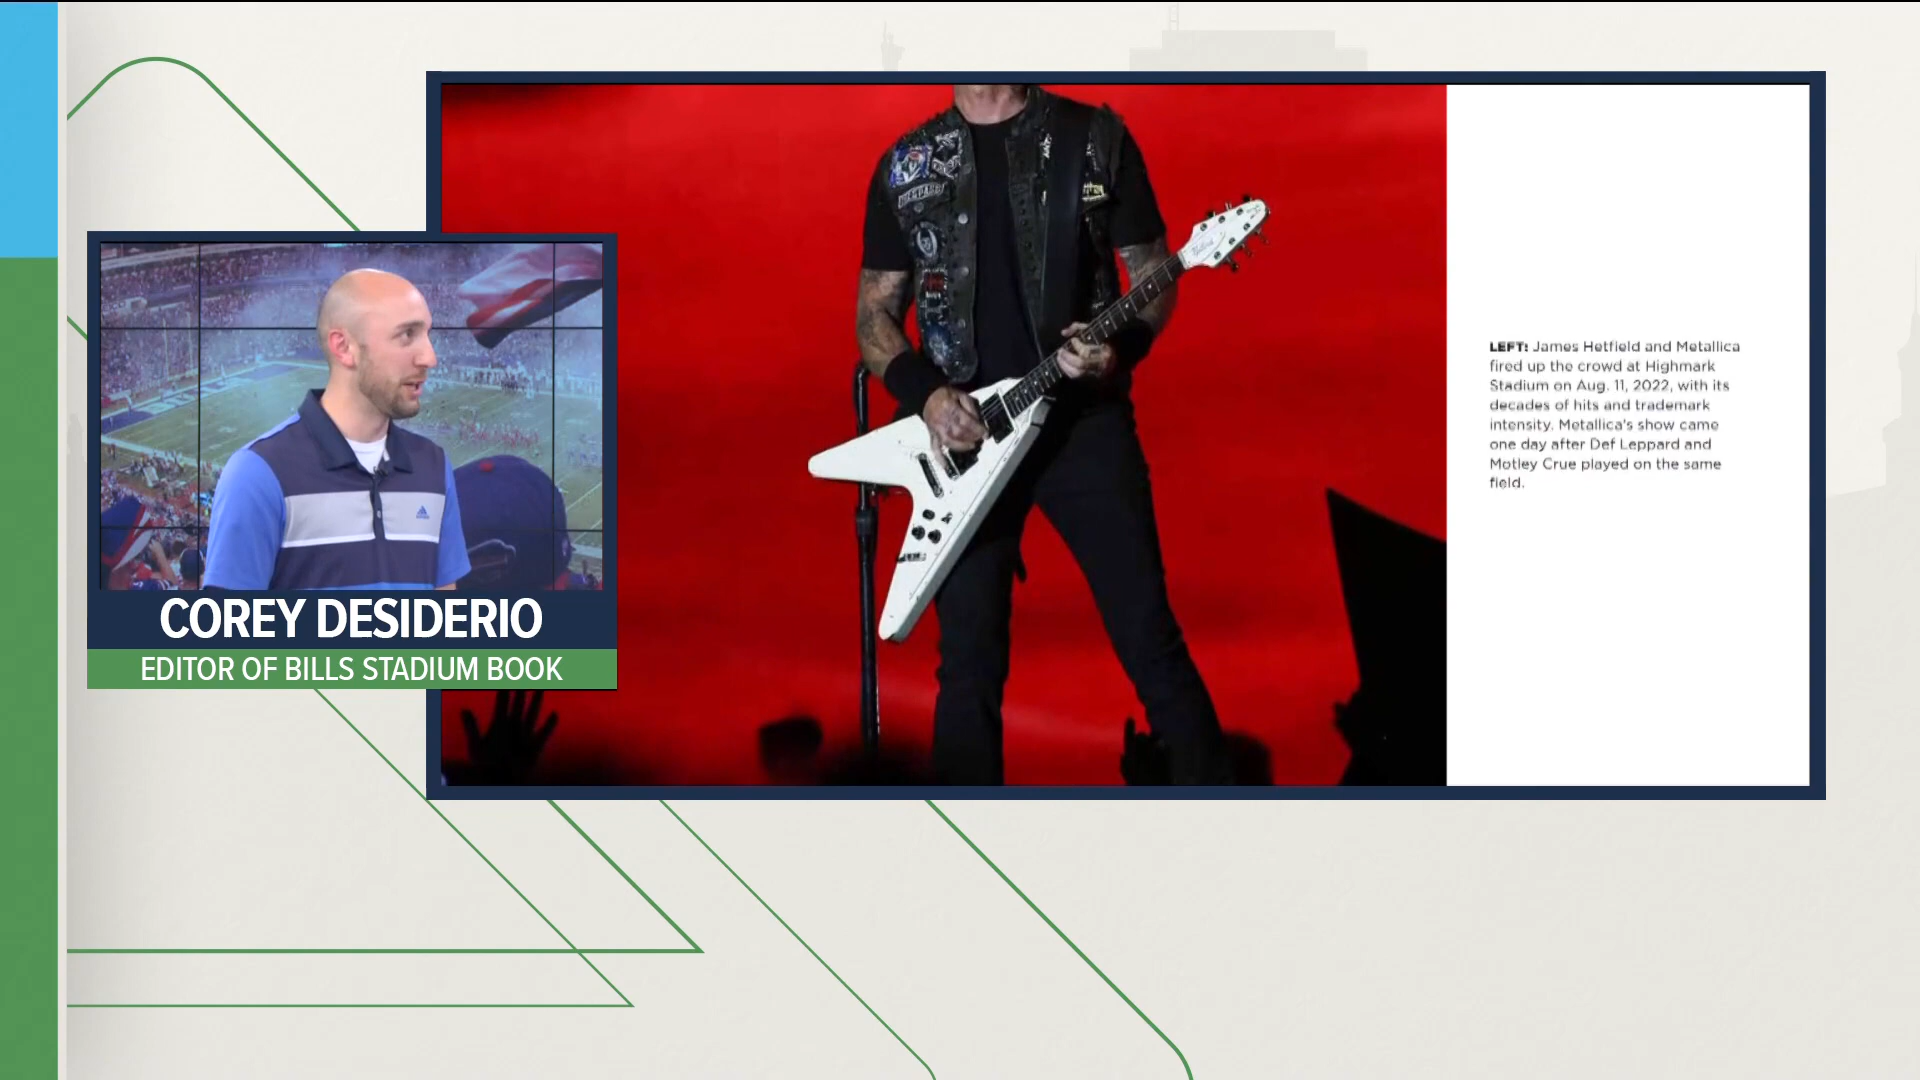 COREY DESIDERIO
EDITOR OF BILLS STADIUM BOOK
LEFT: James Hetfield and Metallica
fired up the crowd at Highmark
Stadium on Aug. 11, 2022, with its
decades of hits and trademark
intensity. Metallica's show came
one day after Def Leppard and
Motley Crue played on the same
field.